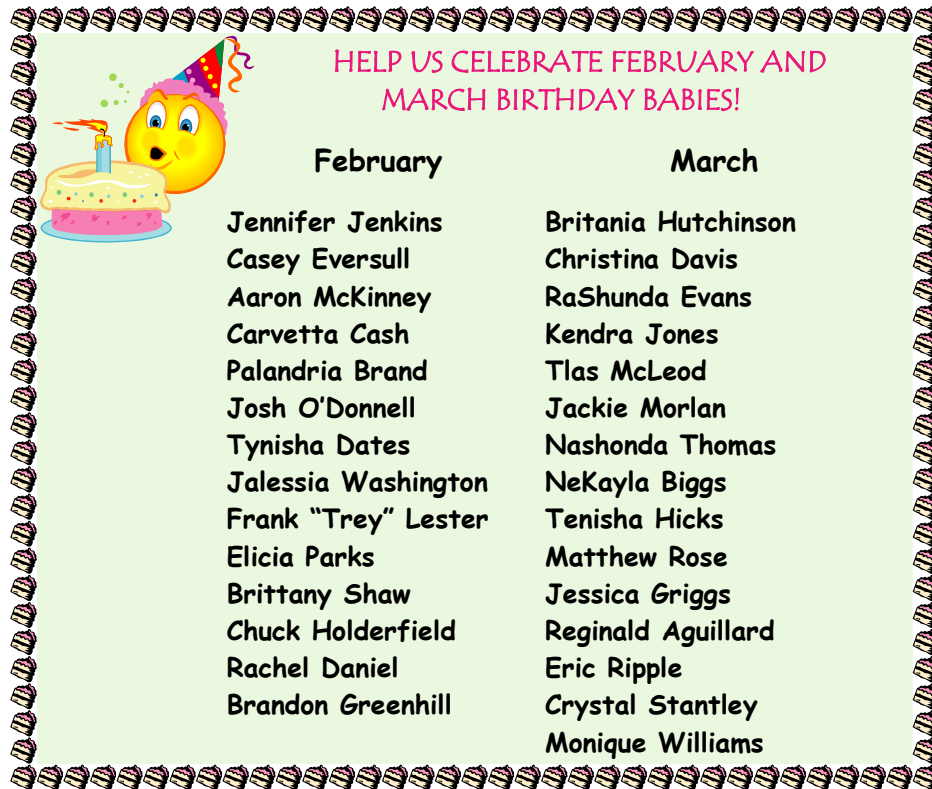 HELP US CELEBRATE FEBRUARY AND
MARCH BIRTHDAY BABIES!
February
Jennifer Jenkins
Casey Eversull
Aaron McKinney
Carvetta Cash
Palandria Brand
Josh O’Donnell
Tynisha Dates
Jalessia Washington
Frank “Trey” Lester
Elicia Parks
Brittany Shaw
Chuck Holderfield
Rachel Daniel
Brandon Greenhill
March
Britania Hutchinson
Christina Davis
RaShunda Evans
Kendra Jones
Tlas McLeod
Jackie Morlan
Nashonda Thomas
NeKayla Biggs
Tenisha Hicks
Matthew Rose
Jessica Griggs
Reginald Aguillard
Eric Ripple
Crystal Stantley
Monique Williams